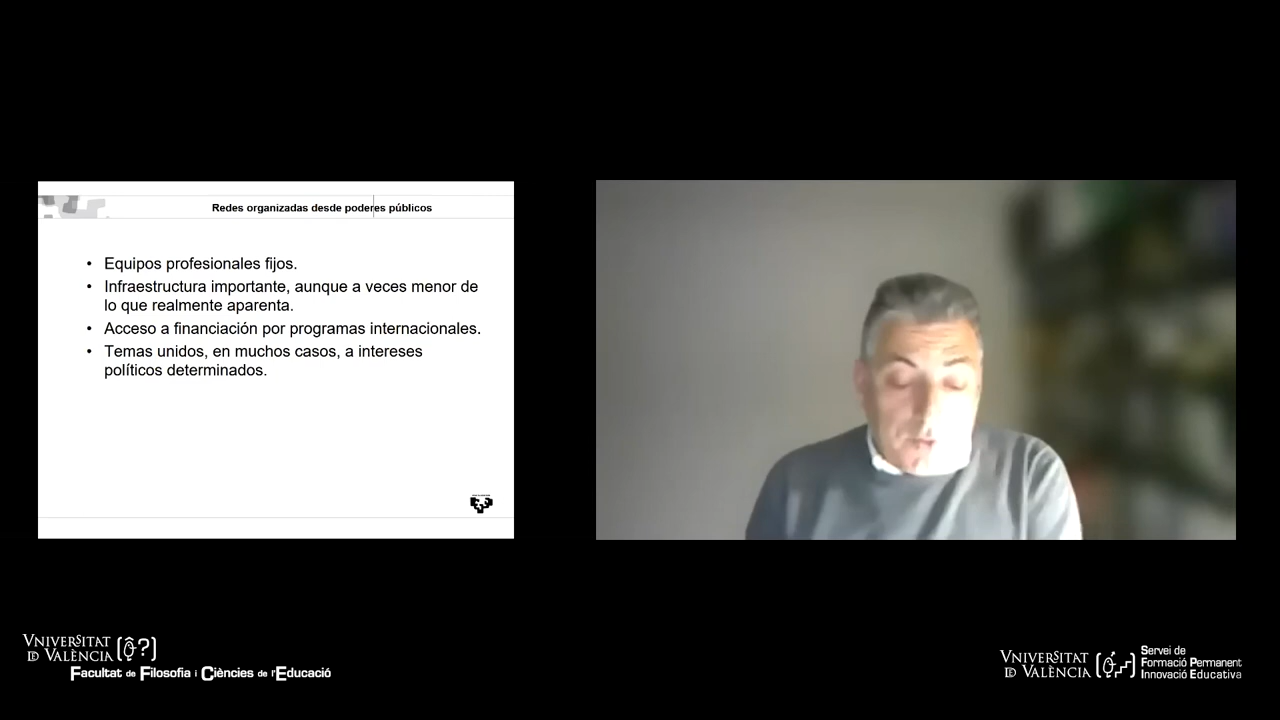 Redes organizadas desde poderes públicos
• Equipos profesionales fijos.
• Infraestructura importante, aunque a veces menor de
lo que realmente aparenta.
• Acceso a financiación por programas internacionales.
• Temas unidos, en muchos casos, a intereses
políticos determinados.
VNIVERSITAT
ID VALÈNCIA
Facultat de Filosofia i Ciències de l'Educació
VNIVERSITAT
ID VALÈNCIA
Servei de
Formació Permanent
Innovació Educativa